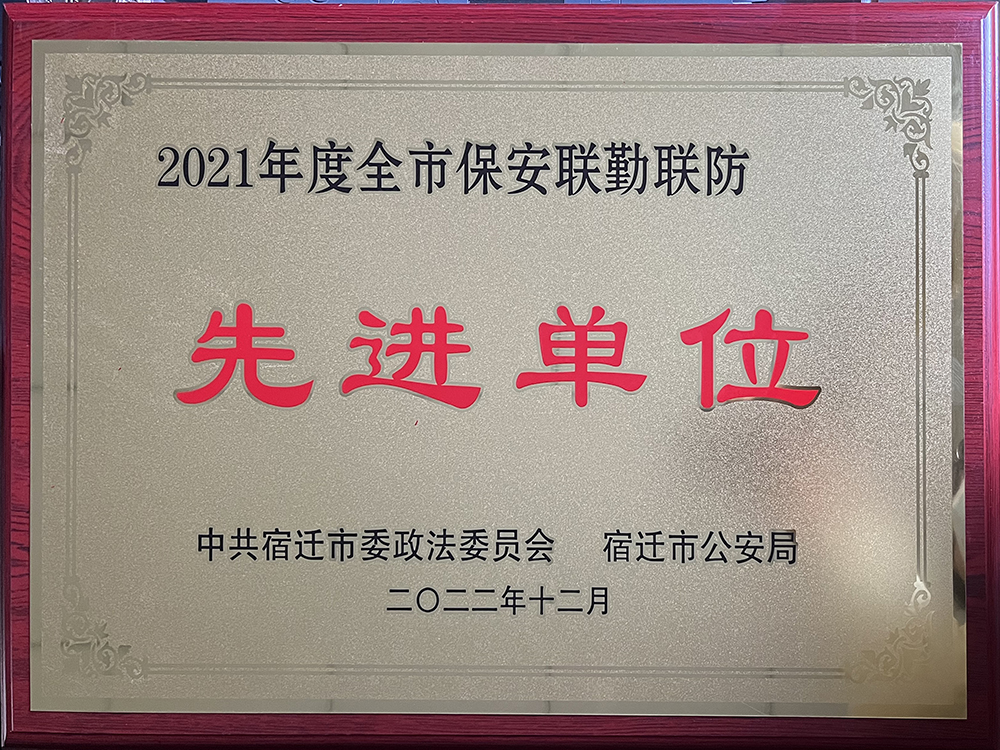 2021年度全市保安联勤联防
先进单位
中共宿迁市委政法委员会 宿迁市公安局
二〇二二年十二月